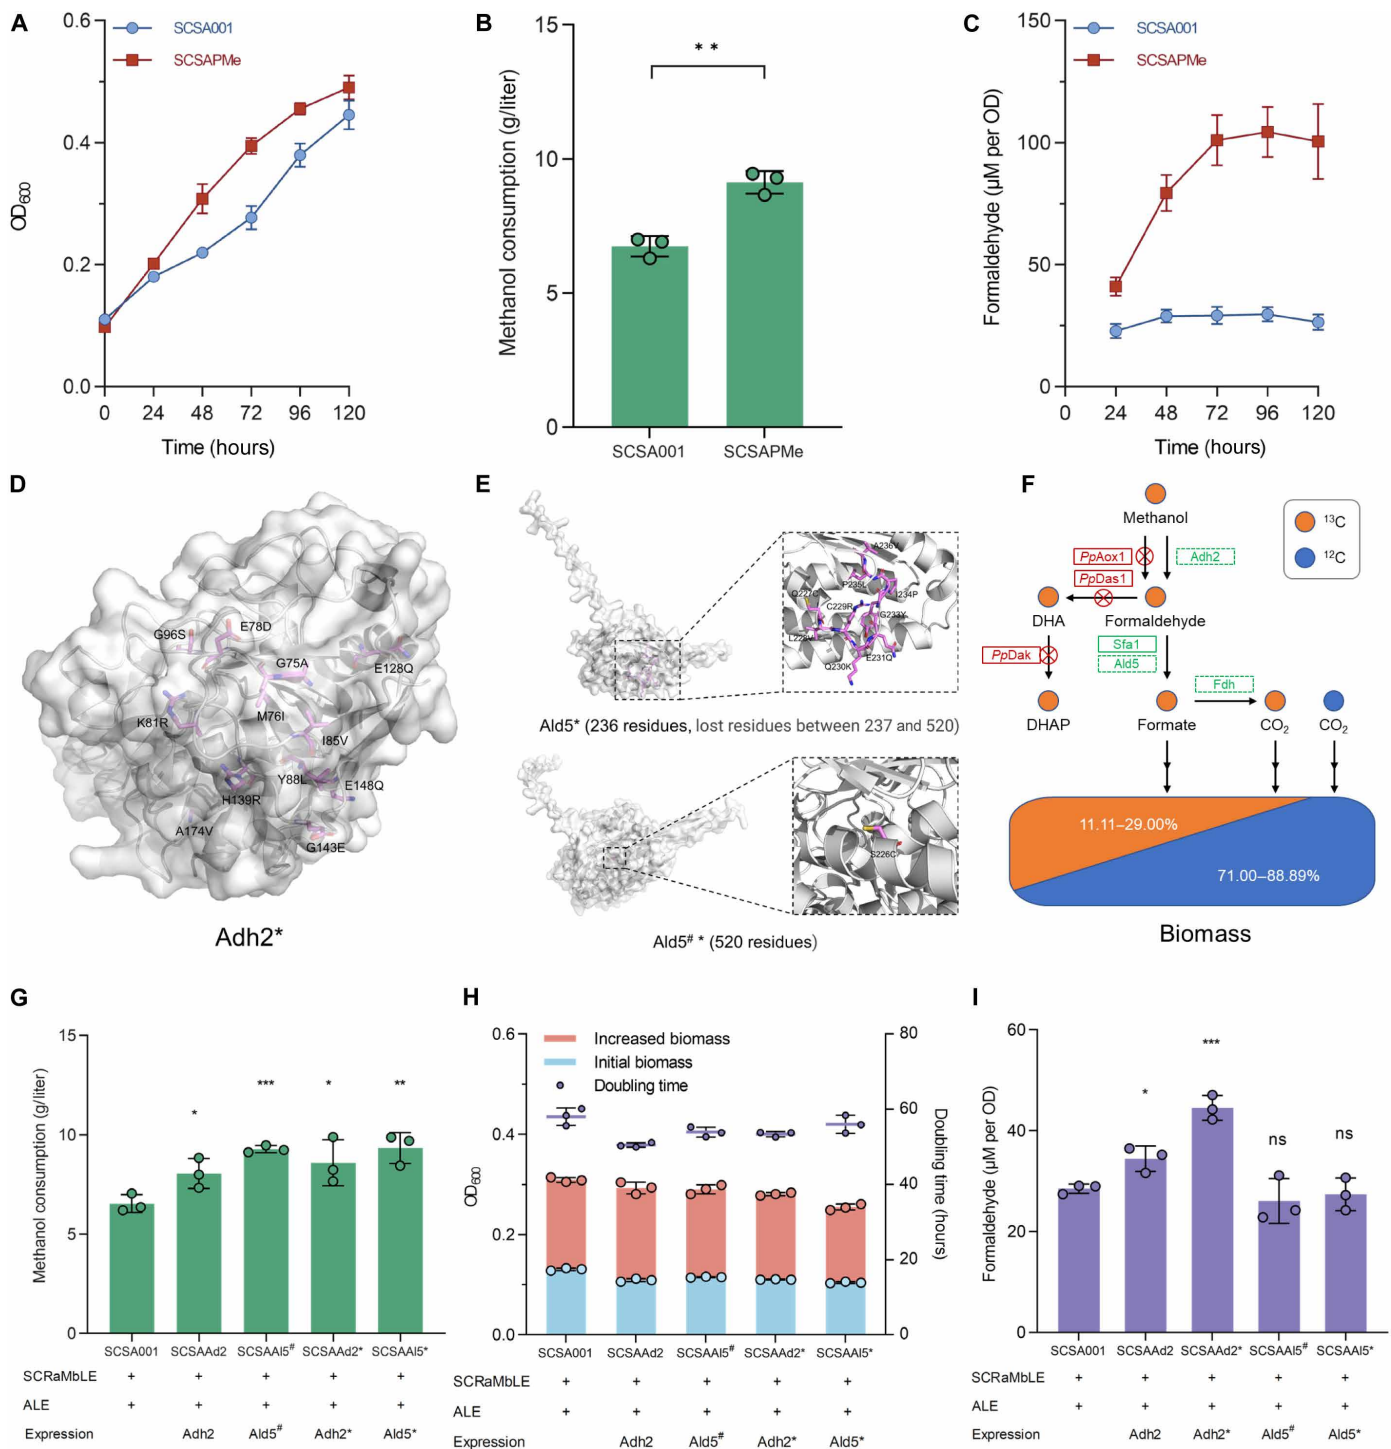 A
SCSA001
SCSAPMe
0.6
0.4
0.2
0.0
OD600
0 24 48 72 96 120
Time (hours)
B
**
15
10
5
0
Methanol consumption (g/liter)
SCSA001 SCSAPMe
C
SCSA001
SCSAPMe
150
100
50
0
Formaldehyde (µM per OD)
0 24 48 72 96 120
Time (hours)
D
G96S
E78D
G75A
E128Q
K81R
M76I
I85V
Y88L
E148Q
H139R
A174V
G143E
Adh2*
E
A236V
P235L
Q227C
I234P
C229R
G233Y
E231Q
Q230K
Ald5* (236 residues, lost residues between 237 and 520)
S226C
Ald5# * (520 residues)
F
Methanol
13C
12C
PpAox1
Adh2
PpDas1
DHA
Formaldehyde
PpDak
Sfa1
Ald5
Fdh
DHAP
Formate
CO2
CO2
11.11–29.00%
71.00–88.89%
Biomass
G
15
10
5
0
Methanol consumption (g/liter)
* *** * **
SCSA001 SCSAAd2 SCSAAl5# SCSAAd2* SCSAAl5*
SCRaMbLE + + + + +
ALE + + + + +
Expression Adh2 Ald5# Adh2* Ald5*
H
Increased biomass
Initial biomass
Doubling time
0.6
0.4
0.2
0.0
OD600
80
60
40
20
0
Doubling time (hours)
SCSA001 SCSAAd2 SCSAAl5# SCSAAd2* SCSAAl5*
SCRaMbLE + + + + +
ALE + + + + +
Expression Adh2 Ald5# Adh2* Ald5*
I
60
40
20
0
Formaldehyde (µM per OD)
* *** ns ns
SCSA001 SCSAAd2 SCSAAd2* SCSAAl5# SCSAAl5*
SCRaMbLE + + + + +
ALE + + + + +
Expression Adh2 Adh2* Ald5# Ald5*